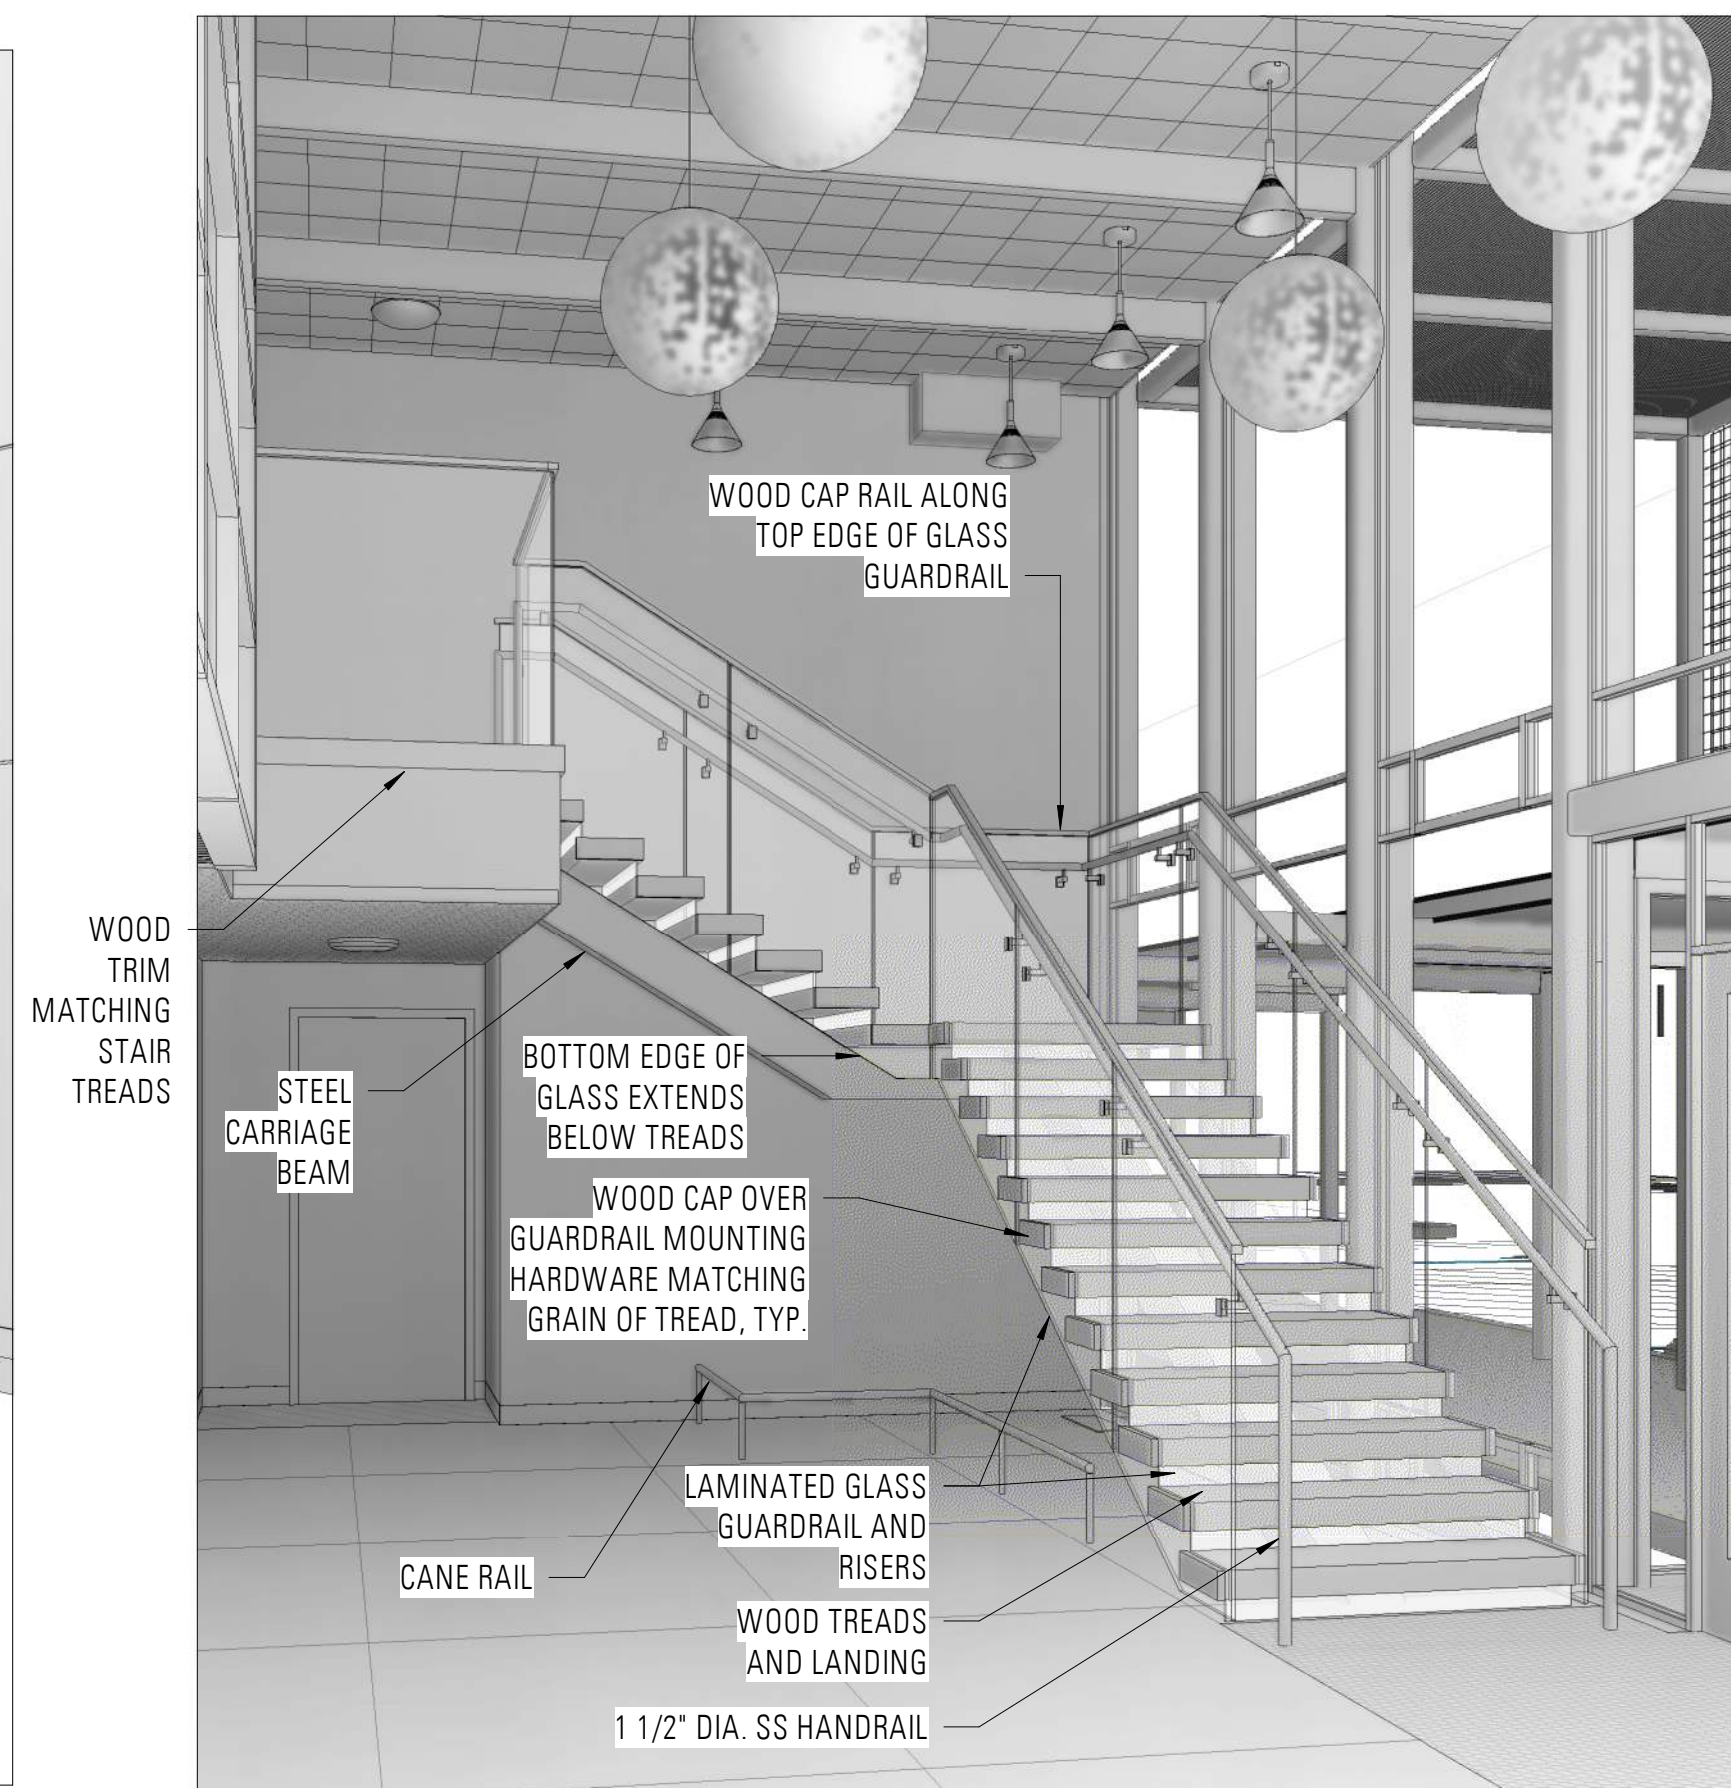 WOOD CAP RAIL ALONG
TOP EDGE OF GLASS
GUARDRAIL
WOOD
TRIM
MATCHING
STAIR
TREADS
STEEL
CARRIAGE
BEAM
BOTTOM EDGE OF
GLASS EXTENDS
BELOW TREADS
WOOD CAP OVER
GUARDRAIL MOUNTING
HARDWARE MATCHING
GRAIN OF TREAD, TYP.
LAMINATED GLASS
GUARDRAIL AND
RISERS
CANE RAIL
WOOD TREADS
AND LANDING
1 1/2" DIA. SS HANDRAIL